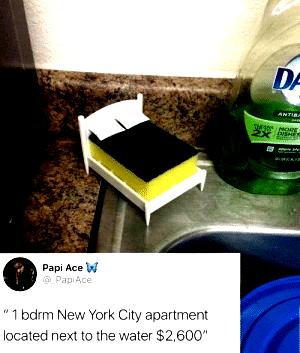 DA
ANTIBA
2X
MORE
Papi Ace
@_PapiAce
" 1 bdrm New York City apartment
located next to the water $2,600"